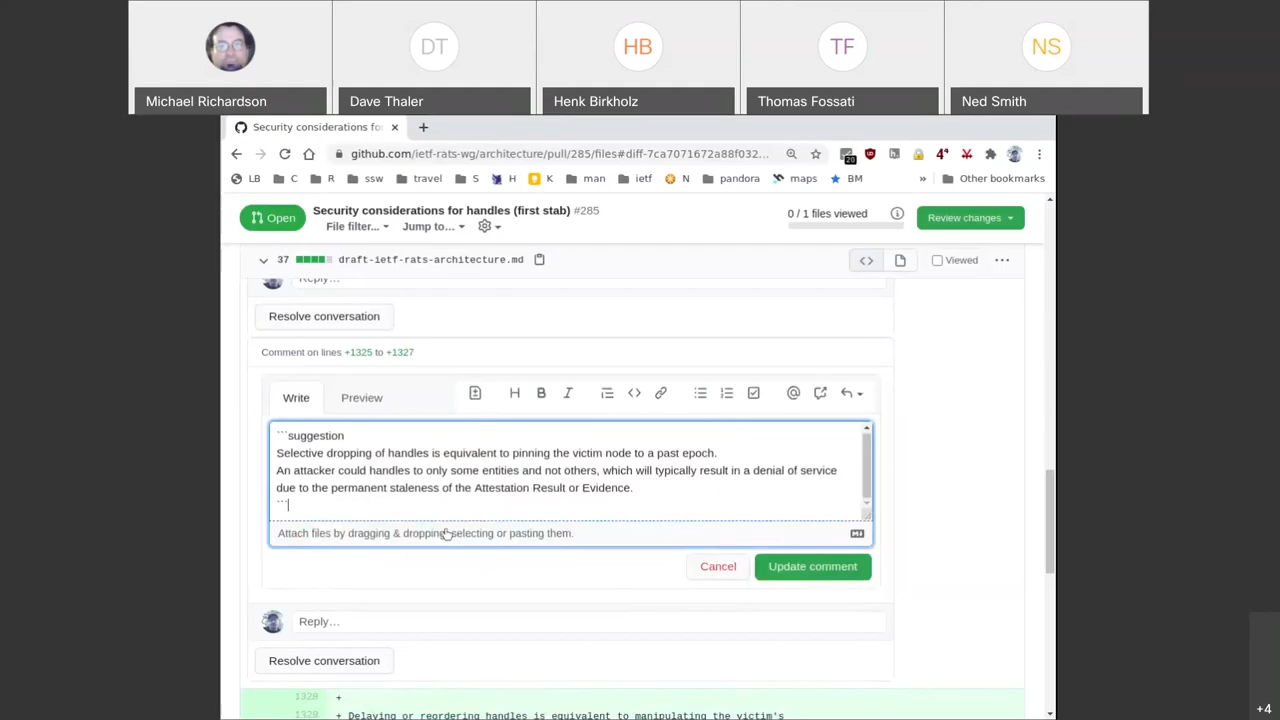 DT
HB
TF
NS
Michael Richardson
Dave Thaler
Henk Birkholz
Thomas Fossati
Ned Smith
Security considerations fo
github.com/ietf-rats-wg/architecture/pull/285/files#diff-7ca7071672a88f032...
20
LB
C
R
ssw
travel
S
H
K
man
ietf
N
pandora
maps
BM
»
Other bookmarks
Open
Security considerations for handles (first stab) #285
File filter...
Jump to...
0 / 1 files viewed
Review changes
37 draft-ietf-rats-architecture.md
Viewed
Reply...
Resolve conversation
Comment on lines +1325 to +1327
Write
Preview
```suggestion
Selective dropping of handles is equivalent to pinning the victim node to a past epoch.
An attacker could handles to only some entities and not others, which will typically result in a denial of service
due to the permanent staleness of the Attestation Result or Evidence.
```
Attach files by dragging & dropping, selecting or pasting them.
Cancel
Update comment
Reply...
Resolve conversation
1328 +
1329 + Delaying or reordering handles is equivalent to manipulating the victim's
+4